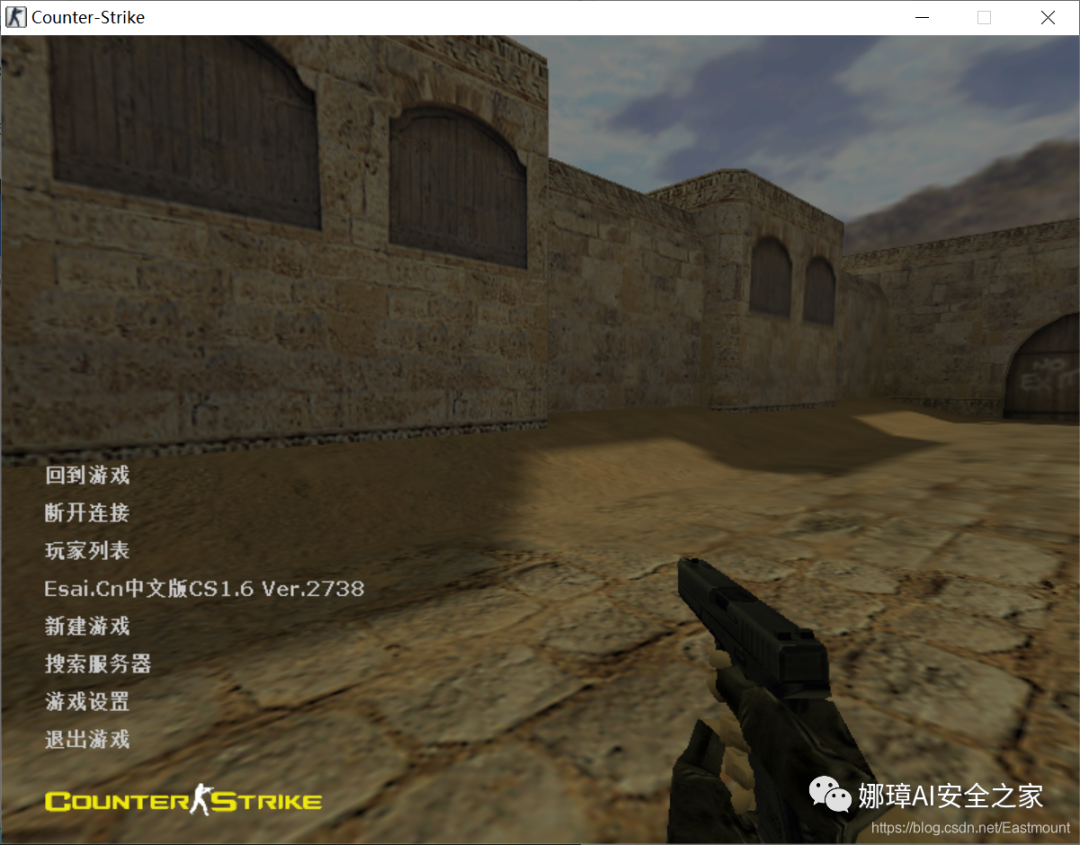 Counter-Strike
NO
EXIT
回到游戏
断开连接
玩家列表
Esai.Cn中文版CS1.6 Ver.2738
新建游戏
搜索服务器
游戏设置
退出游戏
COUNTER STRIKE
娜璋AI安全之家
https://blog.csdn.net/Eastmount